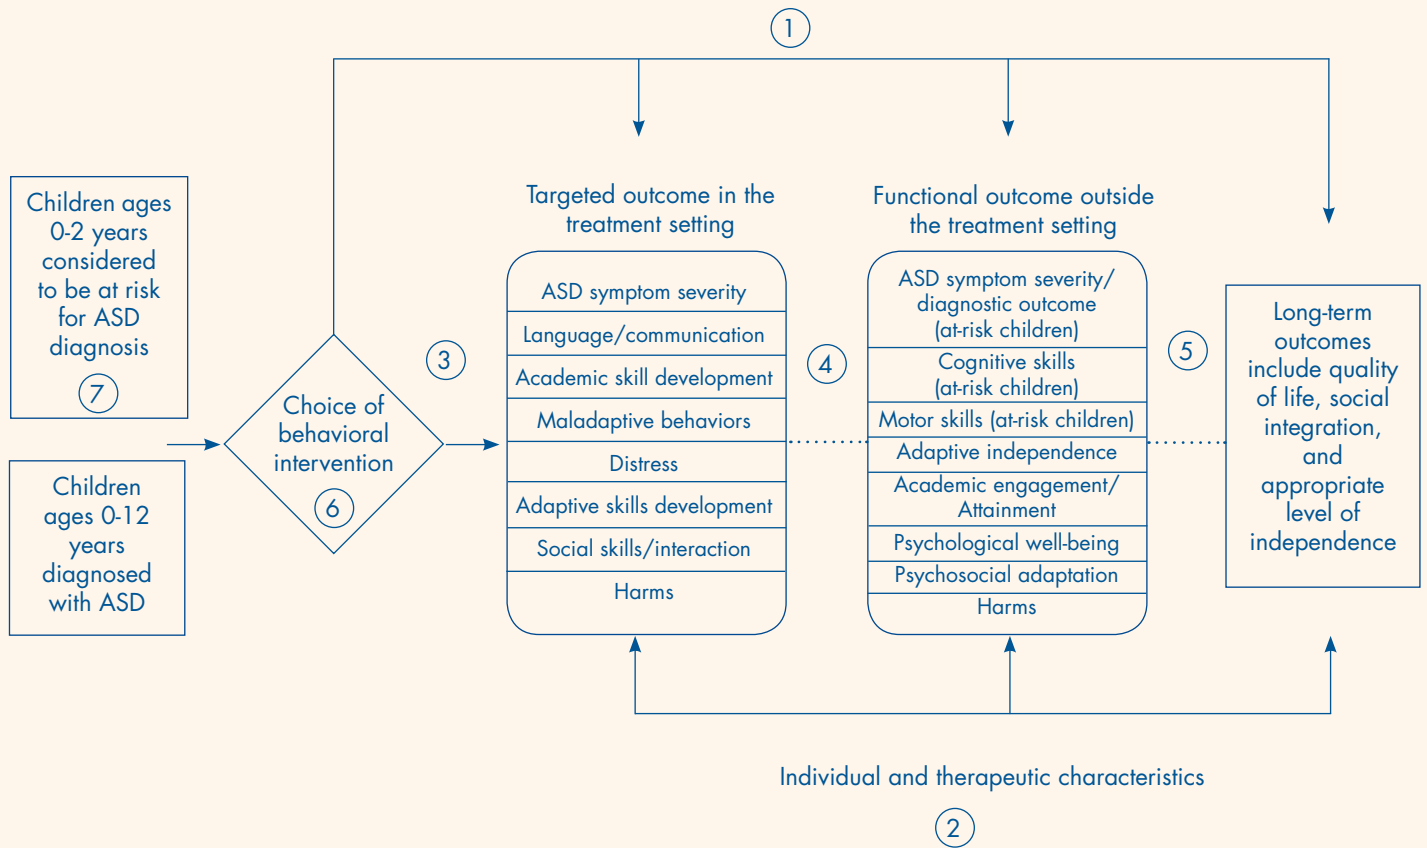 1
Children ages
0-2 years
considered
to be at risk
for ASD
diagnosis
7
Children
ages 0-12
years
diagnosed
with ASD
Choice of
behavioral
intervention
6
3
Targeted outcome in the
treatment setting
ASD symptom severity
Language/communication
Academic skill development
Maladaptive behaviors
Distress
Adaptive skills development
Social skills/interaction
Harms
4
Functional outcome outside
the treatment setting
ASD symptom severity/
diagnostic outcome
(at-risk children)
Cognitive skills
(at-risk children)
Motor skills (at-risk children)
Adaptive independence
Academic engagement/
Attainment
Psychological well-being
Psychosocial adaptation
Harms
5
Long-term
outcomes
include quality
of life, social
integration,
and
appropriate
level of
independence
Individual and therapeutic characteristics
2